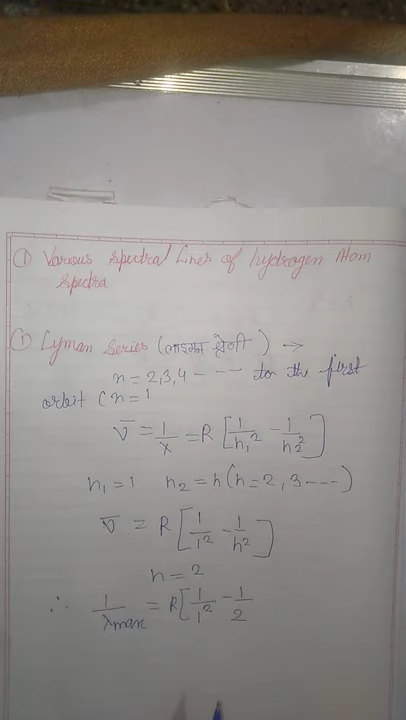 ① Various Spectral Lines of hydrogen Atom
Spectra
① Lyman Series (लाइमन श्रेणी) →
n = 2,3,4 - - --- to the first
orbit (n=1
ν̅ = 1/λ = R [1/n₁² - 1/n₂²]
n₁ = 1 n₂ = n (n = 2, 3 ----)
ν̅ = R [1/1² - 1/n²]
n = 2
∴ 1/λmax = R [1/1² - 1/2